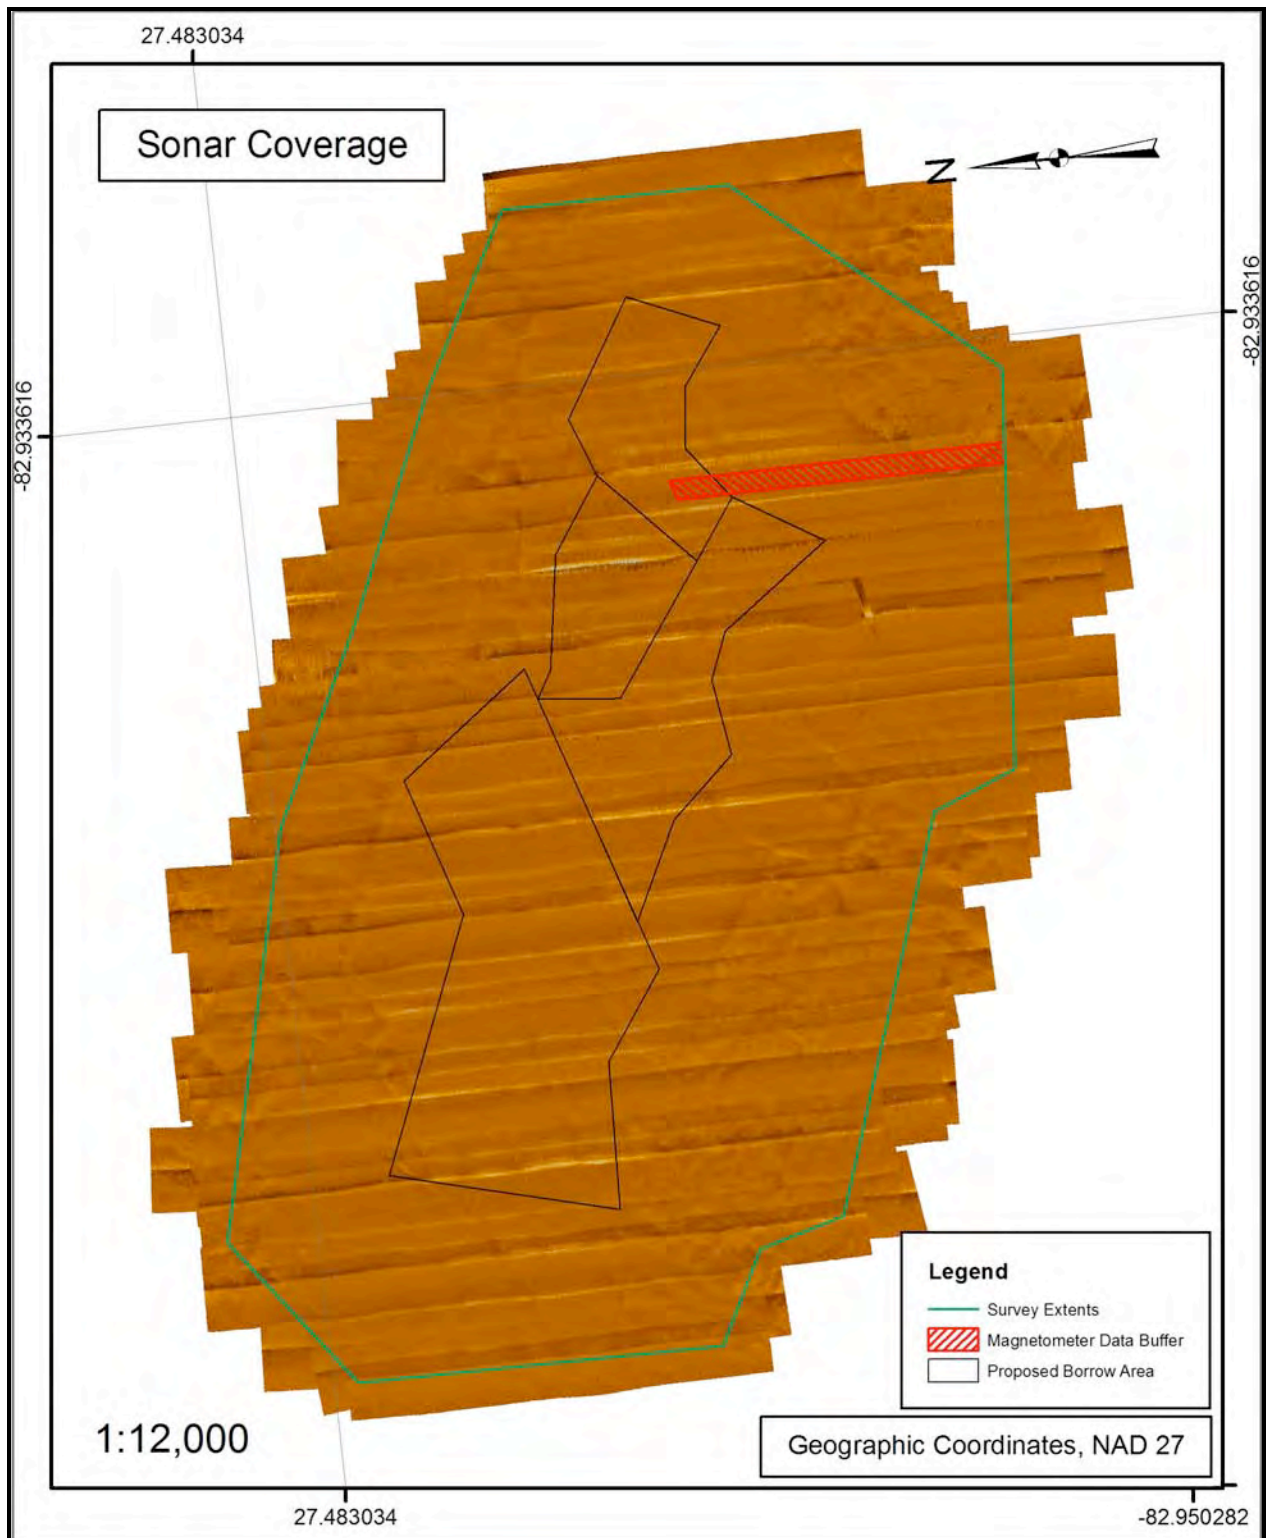 27.483034
Sonar Coverage
N
-82.933616
-82.933616
Legend
Survey Extents
Magnetometer Data Buffer
Proposed Borrow Area
1:12,000
Geographic Coordinates, NAD 27
27.483034
-82.950282